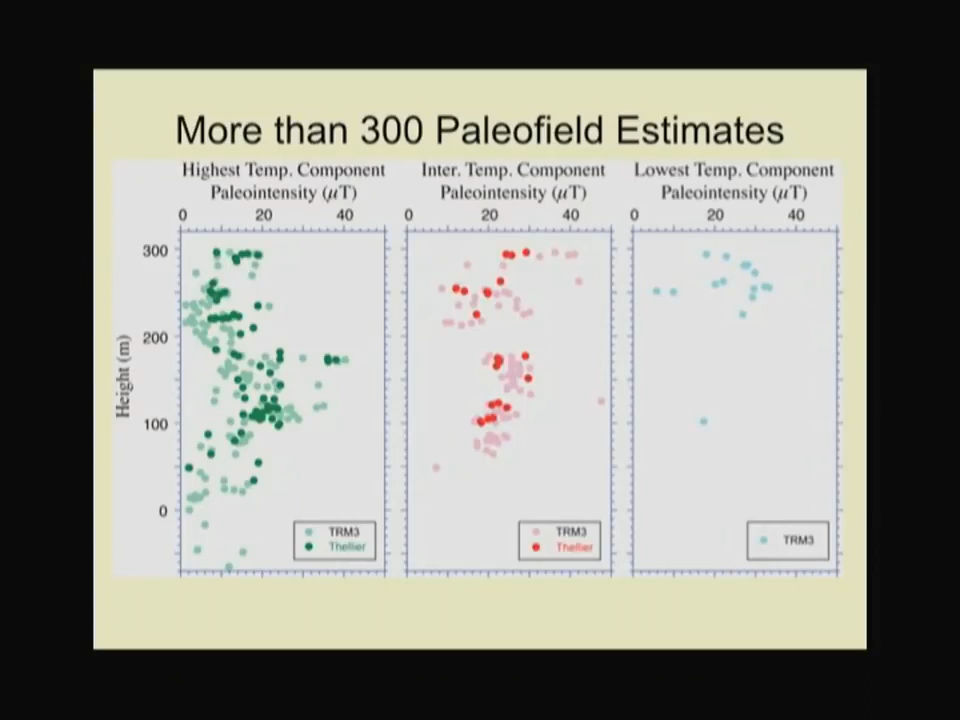 More than 300 Paleofield Estimates
Highest Temp. Component
Paleointensity (μT)
Inter. Temp. Component
Paleointensity (μT)
Lowest Temp. Component
Paleointensity (μT)
0 20 40
0 20 40
0 20 40
Height (m)
300
200
100
0
TRM3
Thellier
TRM3
Thellier
TRM3